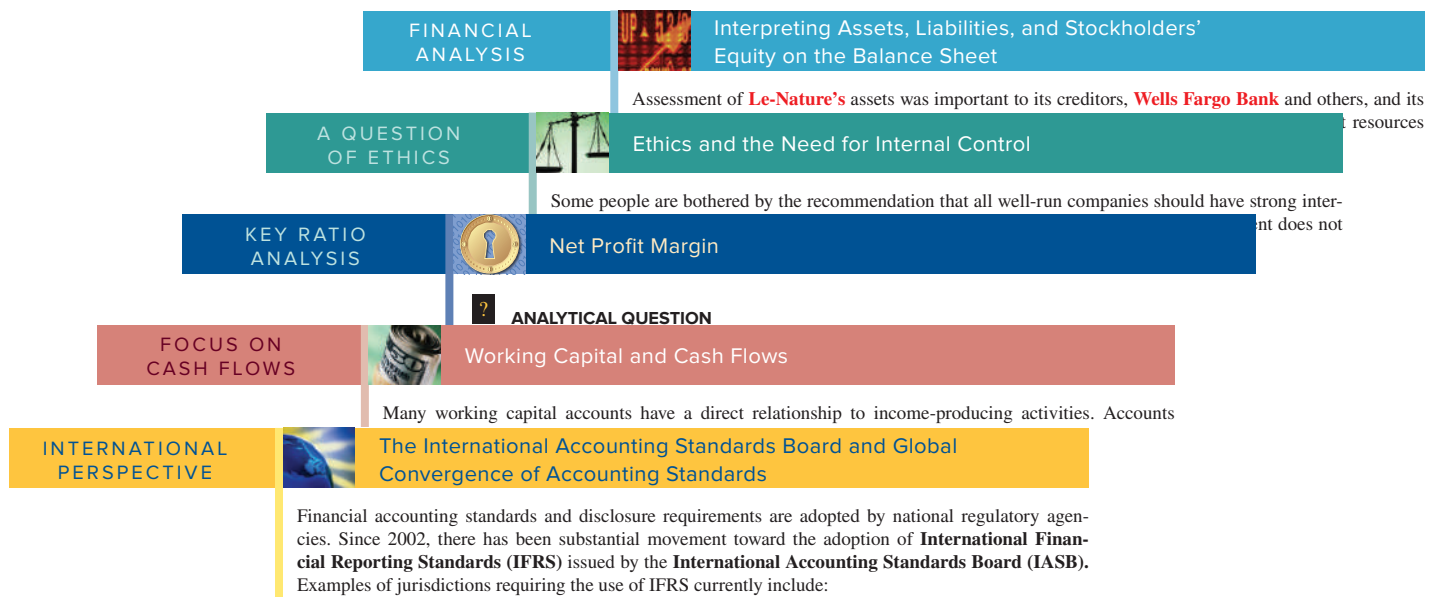 FINANCIAL
ANALYSIS
Interpreting Assets, Liabilities, and Stockholders’
Equity on the Balance Sheet
Assessment of Le-Nature’s assets was important to its creditors, Wells Fargo Bank and others, and its
resources
A QUESTION
OF ETHICS
Ethics and the Need for Internal Control
Some people are bothered by the recommendation that all well-run companies should have strong inter-
does not
KEY RATIO
ANALYSIS
Net Profit Margin
?
ANALYTICAL QUESTION
FOCUS ON
CASH FLOWS
Working Capital and Cash Flows
Many working capital accounts have a direct relationship to income-producing activities. Accounts
INTERNATIONAL
PERSPECTIVE
The International Accounting Standards Board and Global
Convergence of Accounting Standards
Financial accounting standards and disclosure requirements are adopted by national regulatory agen-
cies. Since 2002, there has been substantial movement toward the adoption of International Finan-
cial Reporting Standards (IFRS) issued by the International Accounting Standards Board (IASB).
Examples of jurisdictions requiring the use of IFRS currently include: